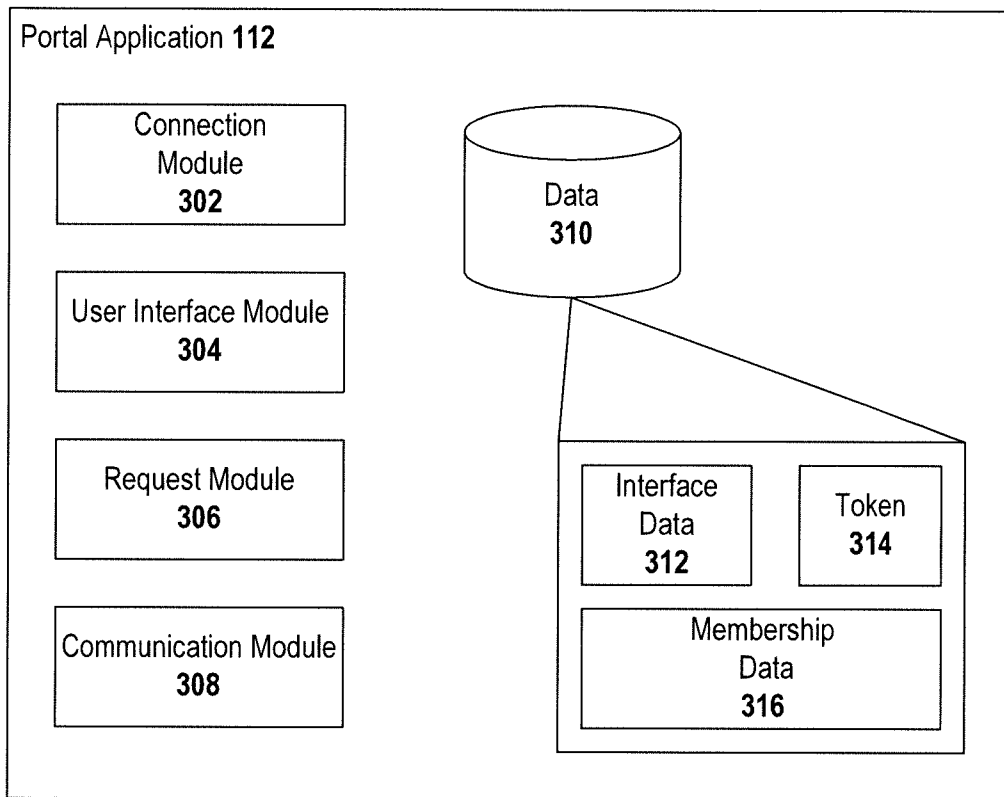 Portal Application 112
Connection
Module
302
User Interface Module
304
Request Module
306
Communication Module
308
Data
310
Interface
Data
312
Token
314
Membership
Data
316